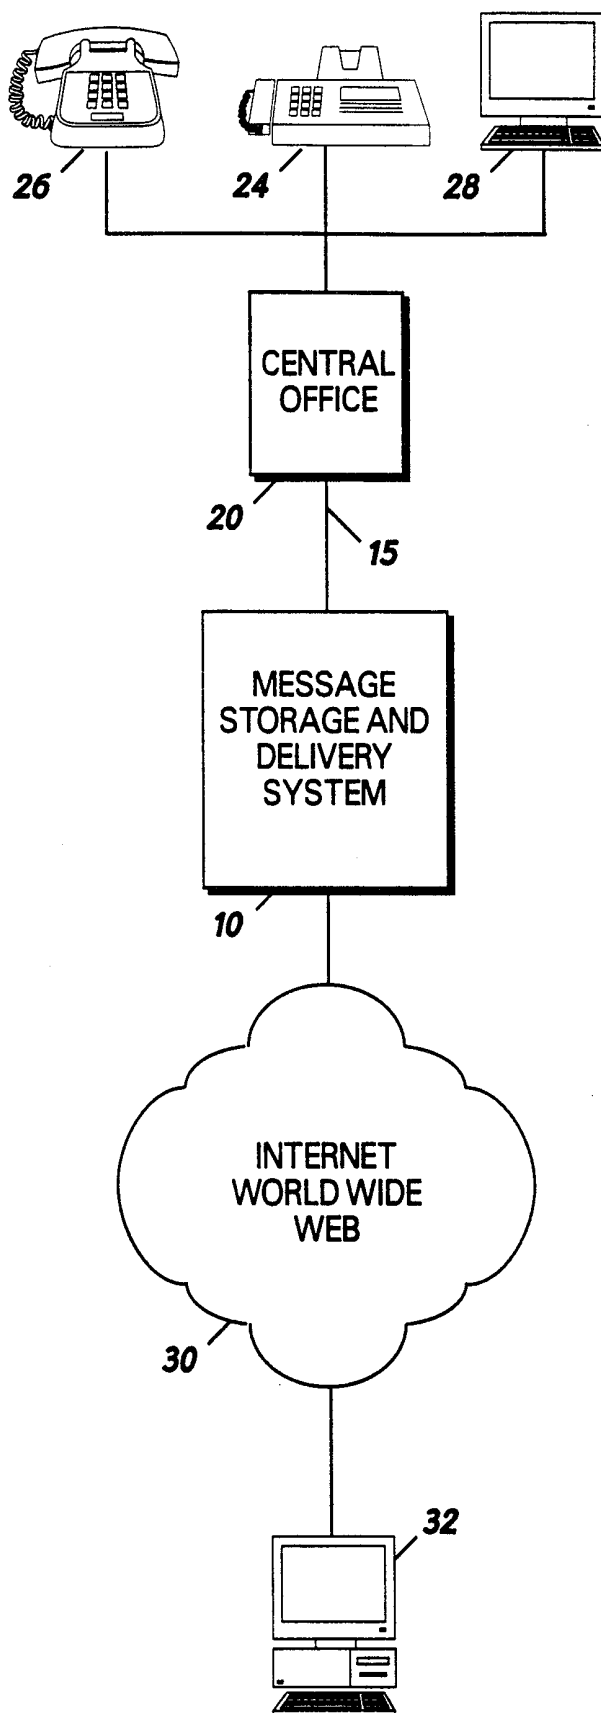 26
24
28
CENTRAL
OFFICE
20
15
MESSAGE
STORAGE AND
DELIVERY
SYSTEM
10
INTERNET
WORLD WIDE
WEB
30
32